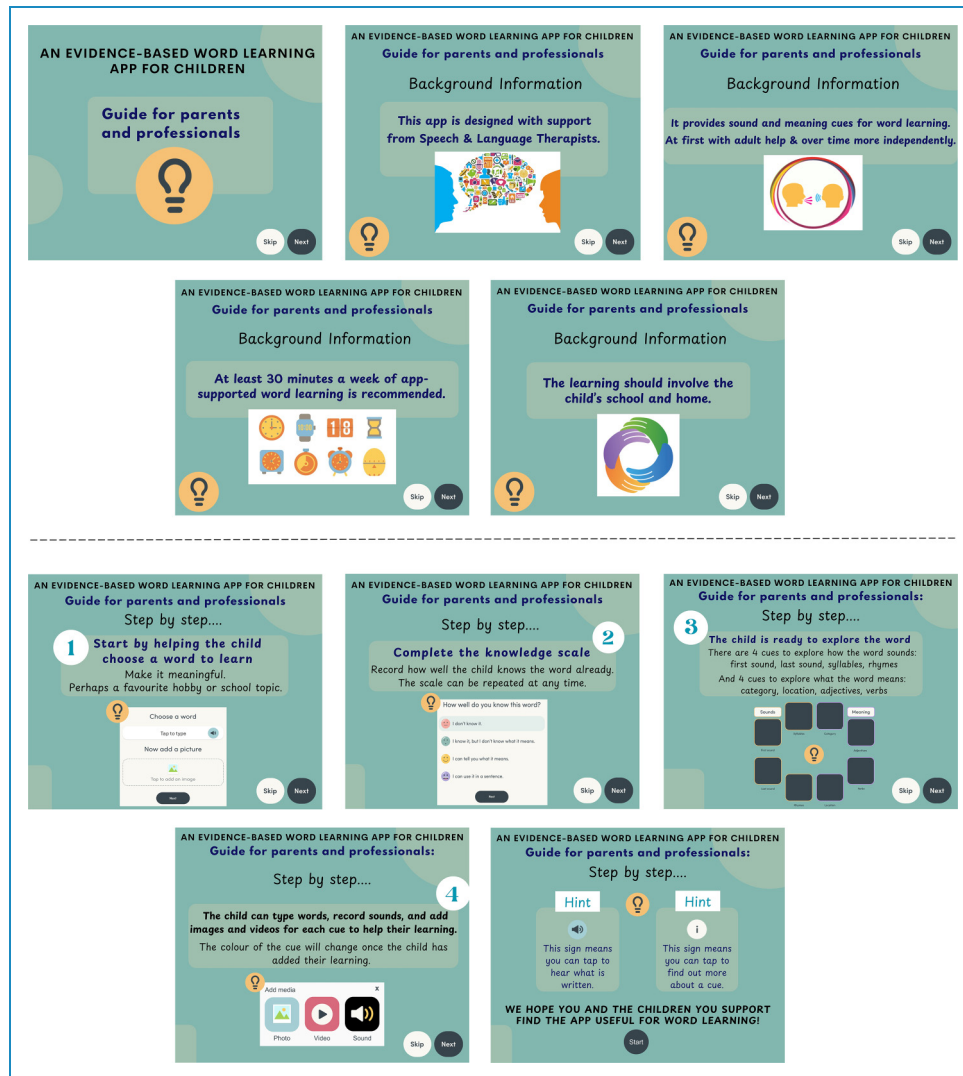 AN EVIDENCE-BASED WORD LEARNING
APP FOR CHILDREN
Guide for parents
and professionals
Skip
Next
AN EVIDENCE-BASED WORD LEARNING APP FOR CHILDREN
Guide for parents and professionals
Background Information
This app is designed with support
from Speech & Language Therapists.
Skip
Next
AN EVIDENCE-BASED WORD LEARNING APP FOR CHILDREN
Guide for parents and professionals
Background Information
It provides sound and meaning cues for word learning.
At first with adult help & over time more independently.
Skip
Next
AN EVIDENCE-BASED WORD LEARNING APP FOR CHILDREN
Guide for parents and professionals
Background Information
At least 30 minutes a week of app-
supported word learning is recommended.
Skip
Next
AN EVIDENCE-BASED WORD LEARNING APP FOR CHILDREN
Guide for parents and professionals
Background Information
The learning should involve the
child's school and home.
Skip
Next
AN EVIDENCE-BASED WORD LEARNING APP FOR CHILDREN
Guide for parents and professionals
Step by step....
1
Start by helping the child
choose a word to learn
Make it meaningful.
Perhaps a favourite hobby or school topic.
Choose a word
Tap to type
Now add a picture
Tap to add an image
Next
Skip
Next
AN EVIDENCE-BASED WORD LEARNING APP FOR CHILDREN
Guide for parents and professionals
Step by step....
2
Complete the knowledge scale
Record how well the child knows the word already.
The scale can be repeated at any time.
How well do you know this word?
I don't know it.
I know it, but I don't know what it means.
I can tell you what it means.
I can use it in a sentence.
Next
Skip
Next
AN EVIDENCE-BASED WORD LEARNING APP FOR CHILDREN
Guide for parents and professionals:
Step by step....
3
The child is ready to explore the word
There are 4 cues to explore how the word sounds:
first sound, last sound, syllables, rhymes
And 4 cues to explore what the word means:
category, location, adjectives, verbs
Sounds
Meaning
Skip
Next
AN EVIDENCE-BASED WORD LEARNING APP FOR CHILDREN
Guide for parents and professionals:
Step by step....
4
The child can type words, record sounds, and add
images and videos for each cue to help their learning.
The colour of the cue will change once the child has
added their learning.
Add media
X
Photo
Video
Sound
Skip
Next
AN EVIDENCE-BASED WORD LEARNING APP FOR CHILDREN
Guide for parents and professionals:
Step by step....
Hint
Hint
This sign means
you can tap to
hear what is
written.
i
This sign means
you can tap to
find out more
about a cue.
WE HOPE YOU AND THE CHILDREN YOU SUPPORT
FIND THE APP USEFUL FOR WORD LEARNING!
Start